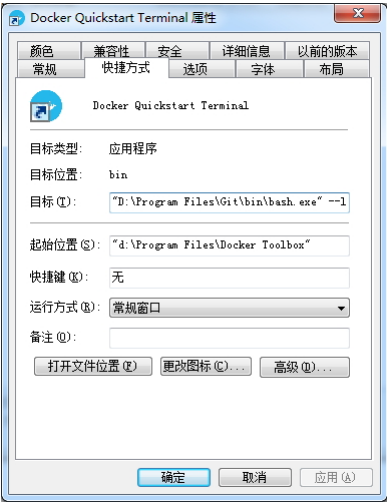 Docker Quickstart Terminal 属性
颜色 兼容性 安全 详细信息 以前的版本
常规 快捷方式 选项 字体 布局
Docker Quickstart Terminal
目标类型: 应用程序
目标位置: bin
目标(T): "D:\Program Files\Git\bin\bash.exe" --l
起始位置(S): "d:\Program Files\Docker Toolbox"
快捷键(K): 无
运行方式(R): 常规窗口
备注(O):
打开文件位置(F) 更改图标(C)... 高级(D)...
确定 取消 应用(A)